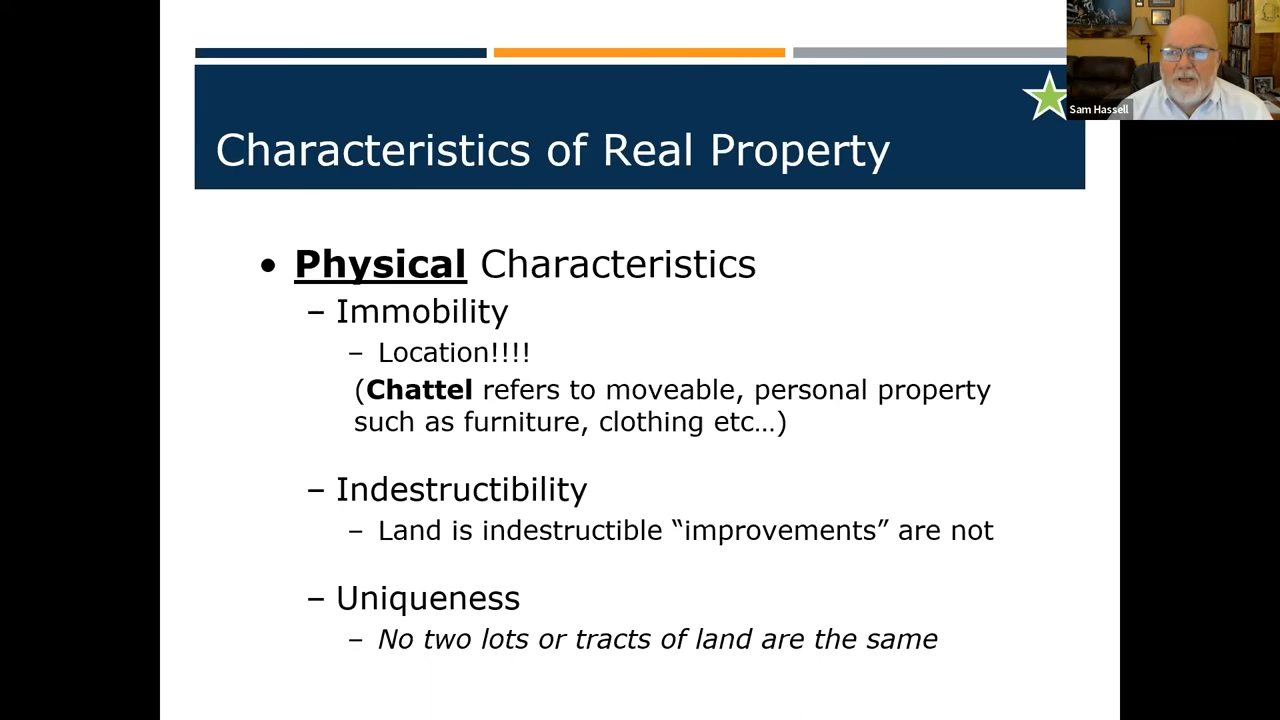 Sam Hassell
Characteristics of Real Property
• Physical Characteristics
– Immobility
– Location!!!!
(Chattel refers to moveable, personal property
such as furniture, clothing etc…)
– Indestructibility
– Land is indestructible “improvements” are not
– Uniqueness
– No two lots or tracts of land are the same